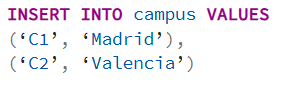 INSERT INTO campus VALUES
(‘C1’, ‘Madrid’),
(‘C2’, ‘Valencia’)